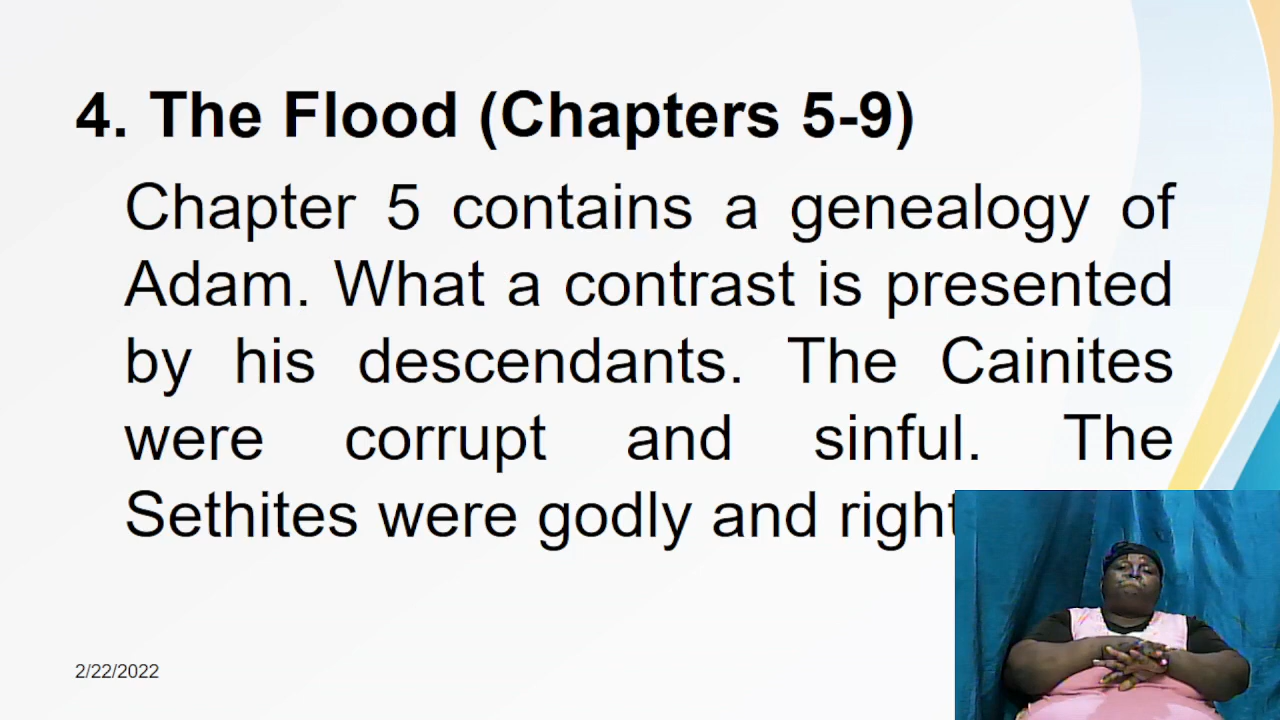 4. The Flood (Chapters 5-9)
Chapter 5 contains a genealogy of
Adam. What a contrast is presented
by his descendants. The Cainites
were corrupt and sinful. The
Sethites were godly and right
2/22/2022